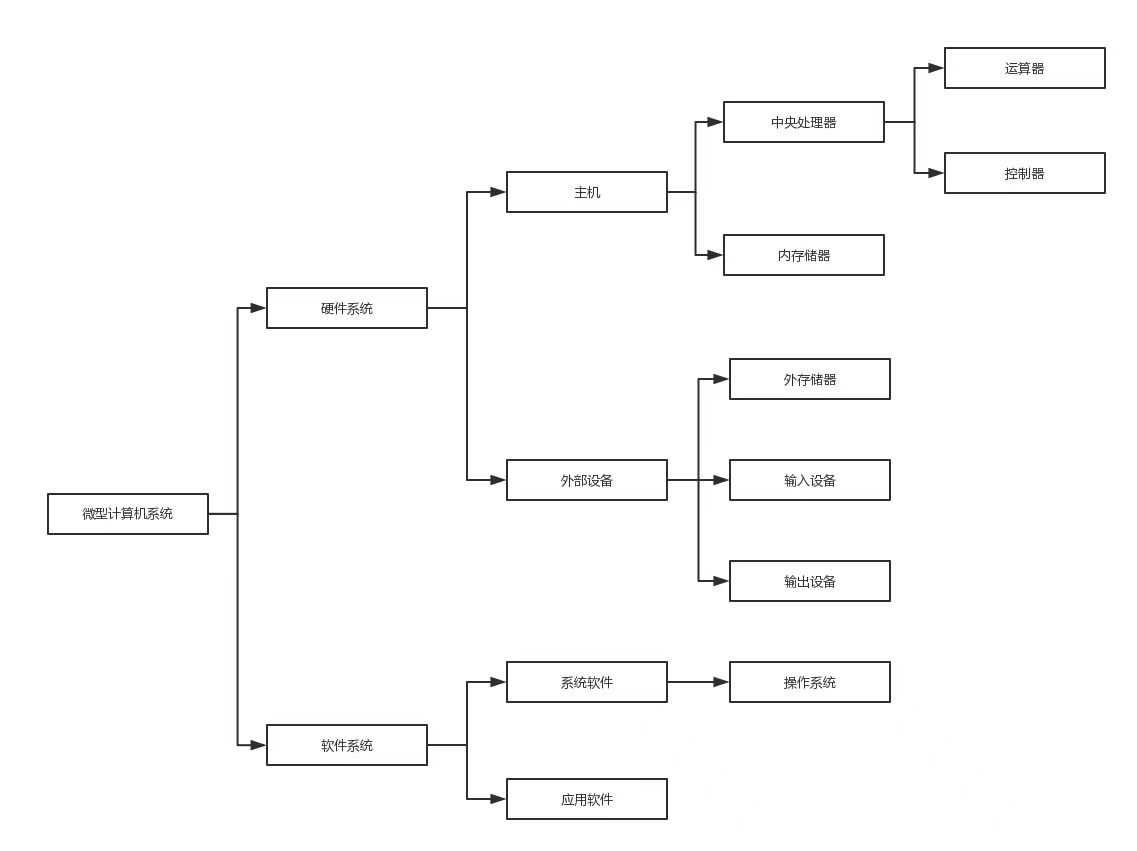 运算器
中央处理器
控制器
主机
内存储器
硬件系统
外存储器
外部设备
输入设备
微型计算机系统
输出设备
系统软件
操作系统
软件系统
应用软件